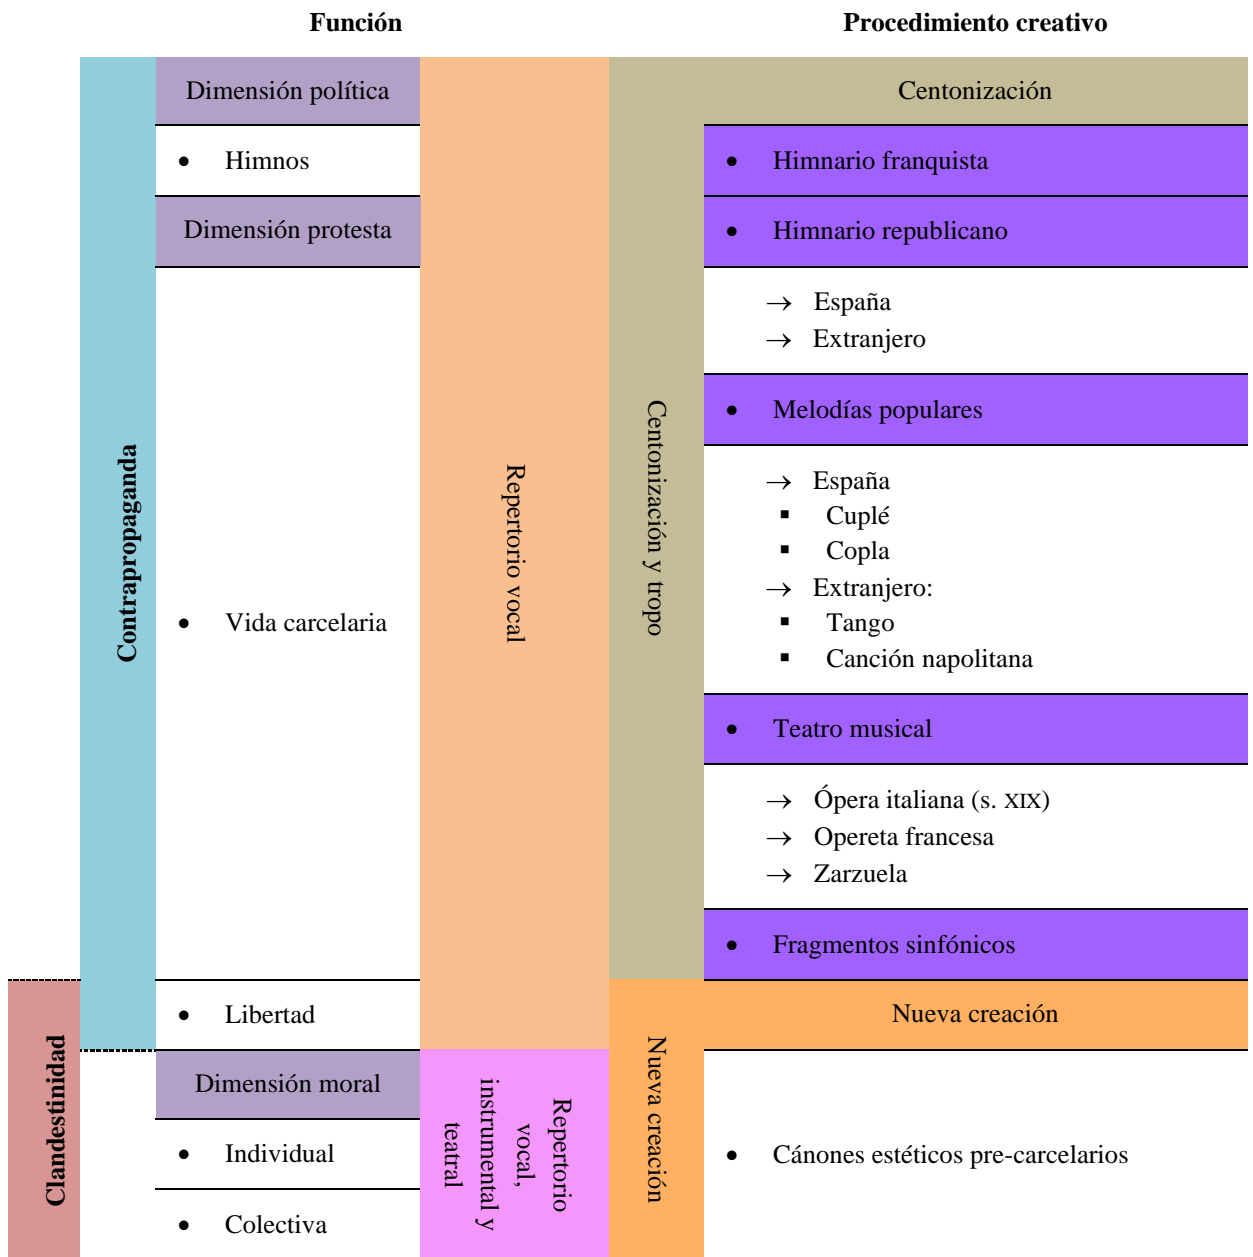 Función
Procedimiento creativo
Contrapropaganda
Clandestinidad
Dimensión política
• Himnos
Dimensión protesta
• Vida carcelaria
• Libertad
Dimensión moral
• Individual
• Colectiva
Repertorio vocal
Repertorio
vocal,
instrumental y
teatral
Centonización y tropo
Nueva creación
Centonización
• Himnario franquista
• Himnario republicano
→ España
→ Extranjero
• Melodías populares
→ España
▪ Cuplé
▪ Copla
→ Extranjero:
▪ Tango
▪ Canción napolitana
• Teatro musical
→ Ópera italiana (s. XIX)
→ Opereta francesa
→ Zarzuela
• Fragmentos sinfónicos
Nueva creación
• Cánones estéticos pre-carcelarios